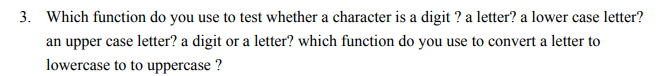 3. Which function do you use to test whether a character is a digit ? a letter? a lower case letter?
an upper case letter? a digit or a letter? which function do you use to convert a letter to
lowercase to to uppercase ?